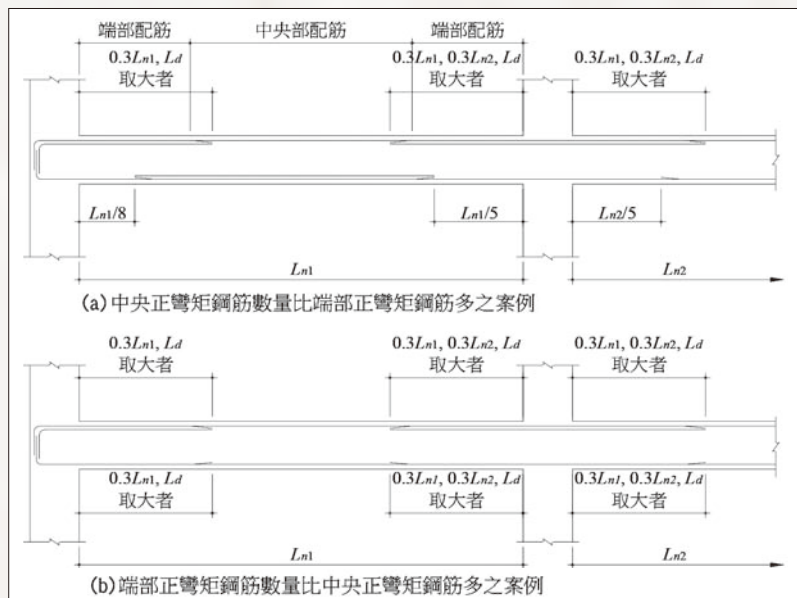 端部配筋 中央部配筋 端部配筋
0.3Ln1, Ld 0.3Ln1, 0.3Ln2, Ld 0.3Ln1, 0.3Ln2, Ld
取大者 取大者 取大者
Ln1/8 Ln1/5 Ln2/5
Ln1 Ln2
(a)中央正彎矩鋼筋數量比端部正彎矩鋼筋多之案例
0.3Ln1, Ld 0.3Ln1, 0.3Ln2, Ld 0.3Ln1, 0.3Ln2, Ld
取大者 取大者 取大者
0.3Ln1, Ld 0.3Ln1, 0.3Ln2, Ld 0.3Ln1, 0.3Ln2, Ld
取大者 取大者 取大者
Ln1 Ln2
(b)端部正彎矩鋼筋數量比中央正彎矩鋼筋多之案例